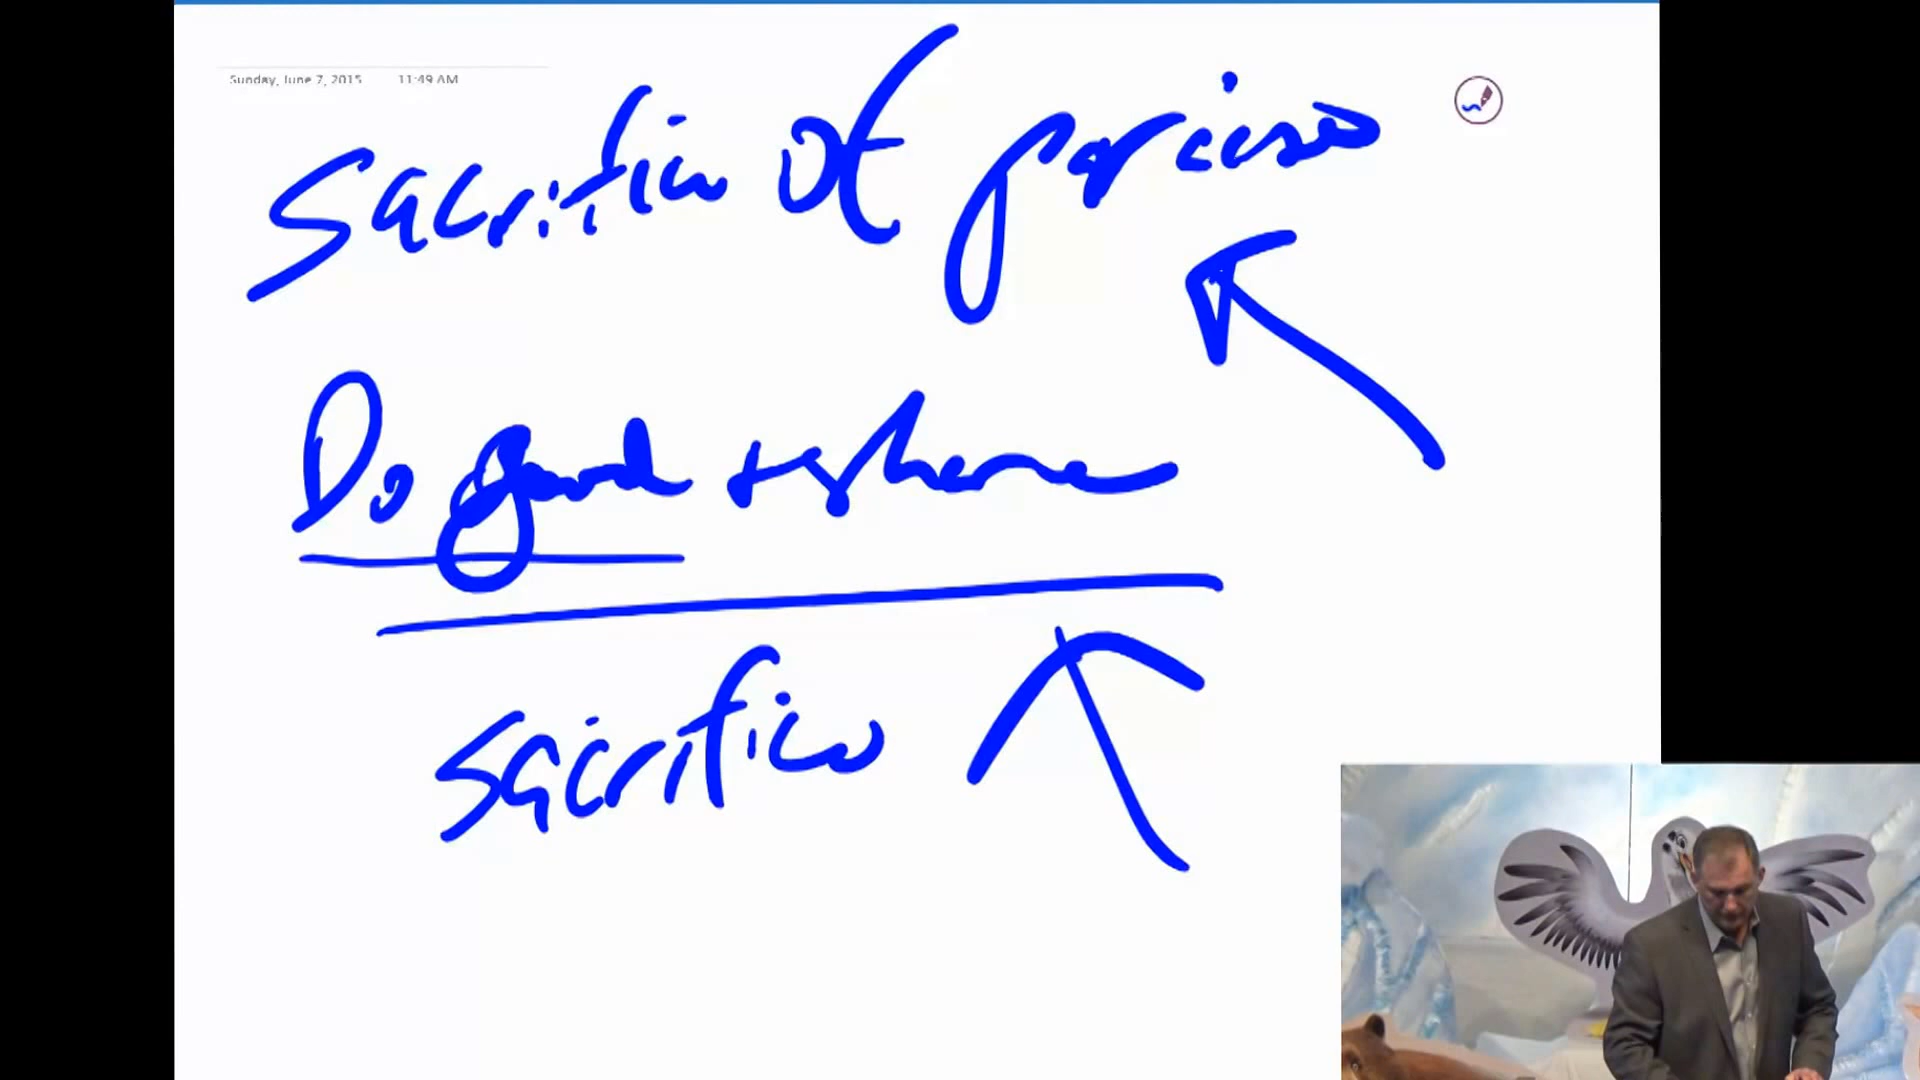 Sunday, June 7, 2015 11:49 AM
Sacrifice of praise
Do good + share
Sacrifice